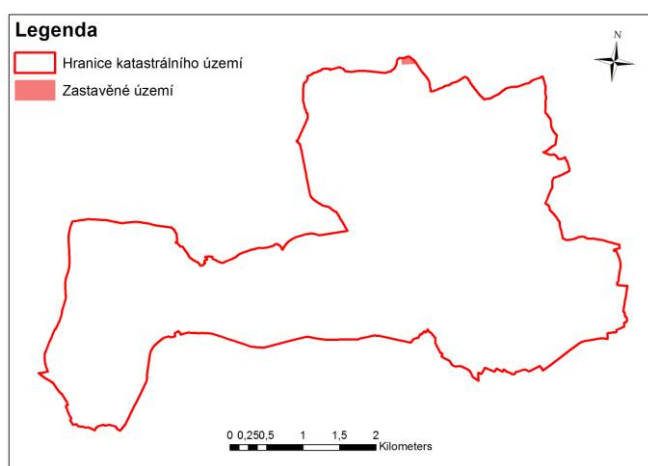 Legenda
Hranice katastrálního území
Zastavěné území
N
0 0,250,5 1 1,5 2
Kilometers